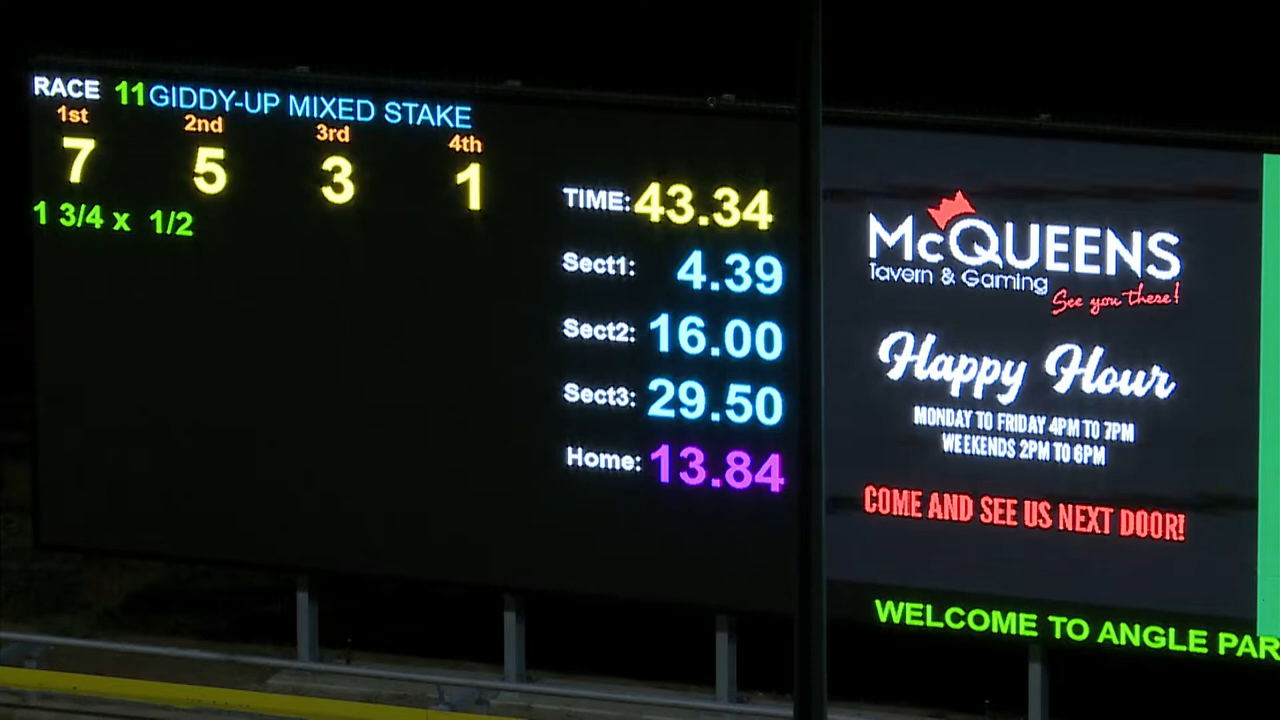 RACE 11 GIDDY-UP MIXED STAKE
1st 2nd 3rd 4th
7 5 3 1
1 3/4 x 1/2
TIME: 43.34
Sect1: 4.39
Sect2: 16.00
Sect3: 29.50
Home: 13.84
McQUEENS
Tavern & Gaming
See you there!
Happy Hour
MONDAY TO FRIDAY 4PM TO 7PM
WEEKENDS 2PM TO 6PM
COME AND SEE US NEXT DOOR!
WELCOME TO ANGLE PAR